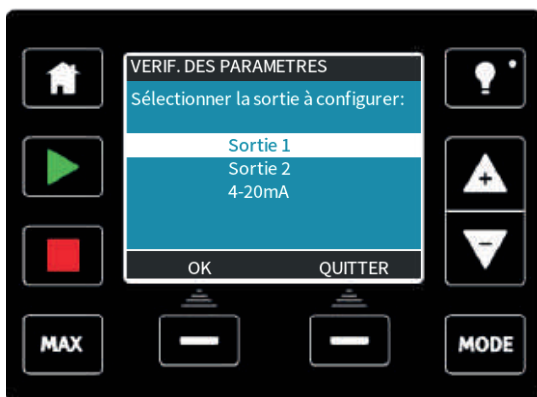 VERIF. DES PARAMETRES
Sélectionner la sortie à configurer:
Sortie 1
Sortie 2
4-20mA
OK QUITTER
MAX
MODE